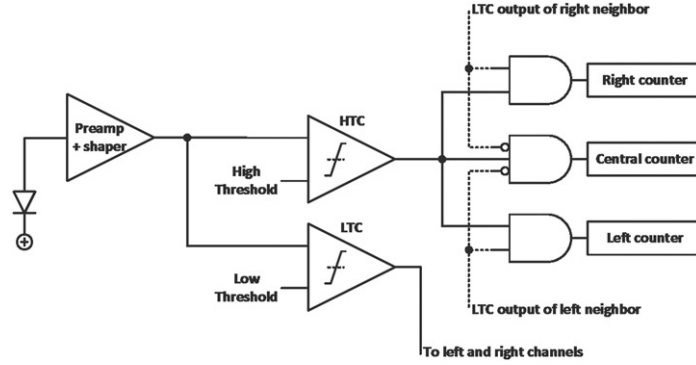 LTC output of right neighbor
Right counter
Preamp
+ shaper
HTC
High
Threshold
Central counter
LTC
Low
Threshold
Left counter
LTC output of left neighbor
To left and right channels